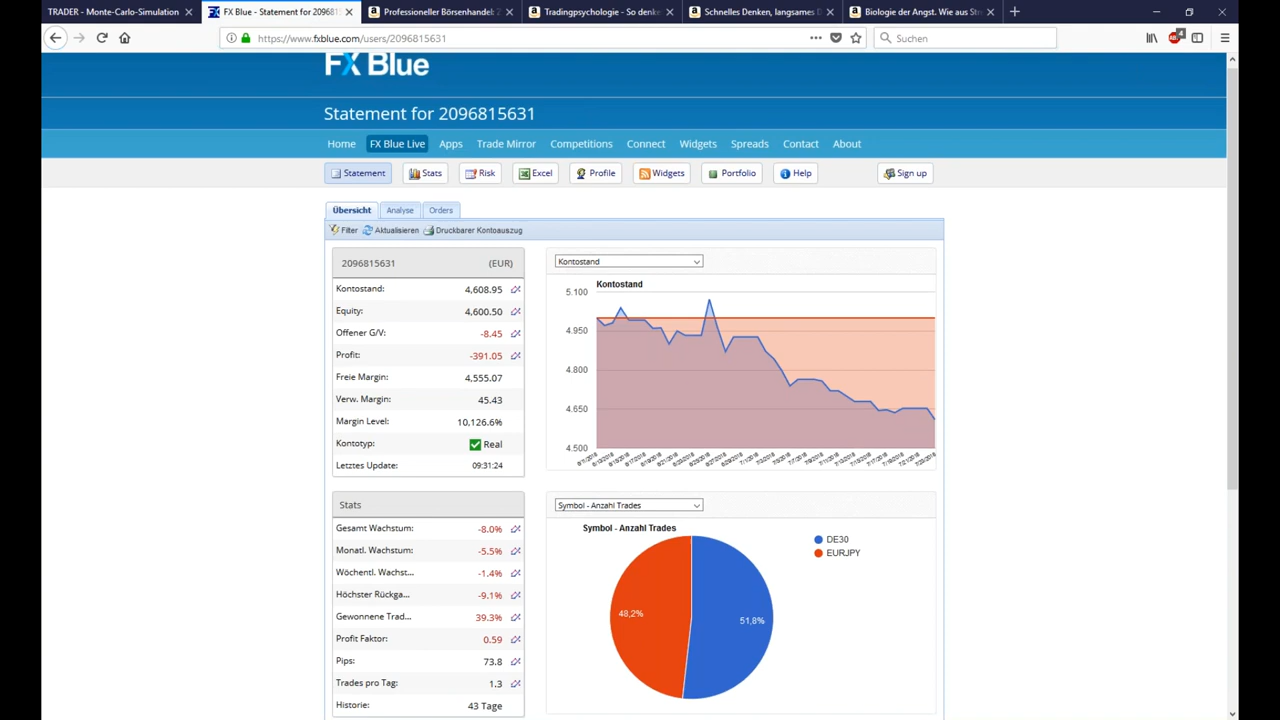 TRADER - Monte-Carlo-Simulation
FX Blue - Statement for 2096815
Professioneller Börsenhandel:
Tradingpsychologie - So denke
Schnelles Denken, langsames D
Biologie der Angst. Wie aus Str
https://www.fxblue.com/users/2096815631
Suchen
4
FX Blue
Statement for 2096815631
Home
FX Blue Live
Apps
Trade Mirror
Competitions
Connect
Widgets
Spreads
Contact
About
Statement
Stats
Risk
Excel
Profile
Widgets
Portfolio
Help
Sign up
Übersicht
Analyse
Orders
Filter
Aktualisieren
Druckbarer Kontoauszug
2096815631 (EUR)
Kontostand: 4,608.95
Equity: 4,600.50
Offener G/V: -8.45
Profit: -391.05
Freie Margin: 4,555.07
Verw. Margin: 45.43
Margin Level: 10,126.6%
Kontotyp: Real
Letztes Update: 09:31:24
Kontostand
Kontostand
5.100
4.950
4.800
4.650
4.500
Stats
Gesamt Wachstum: -8.0%
Monatl. Wachstum: -5.5%
Wöchentl. Wachst... -1.4%
Höchster Rückga... -9.1%
Gewonnene Trad... 39.3%
Profit Faktor: 0.59
Pips: 73.8
Trades pro Tag: 1.3
Historie: 43 Tage
Symbol - Anzahl Trades
Symbol - Anzahl Trades
DE30
EURJPY
48,2%
51,8%